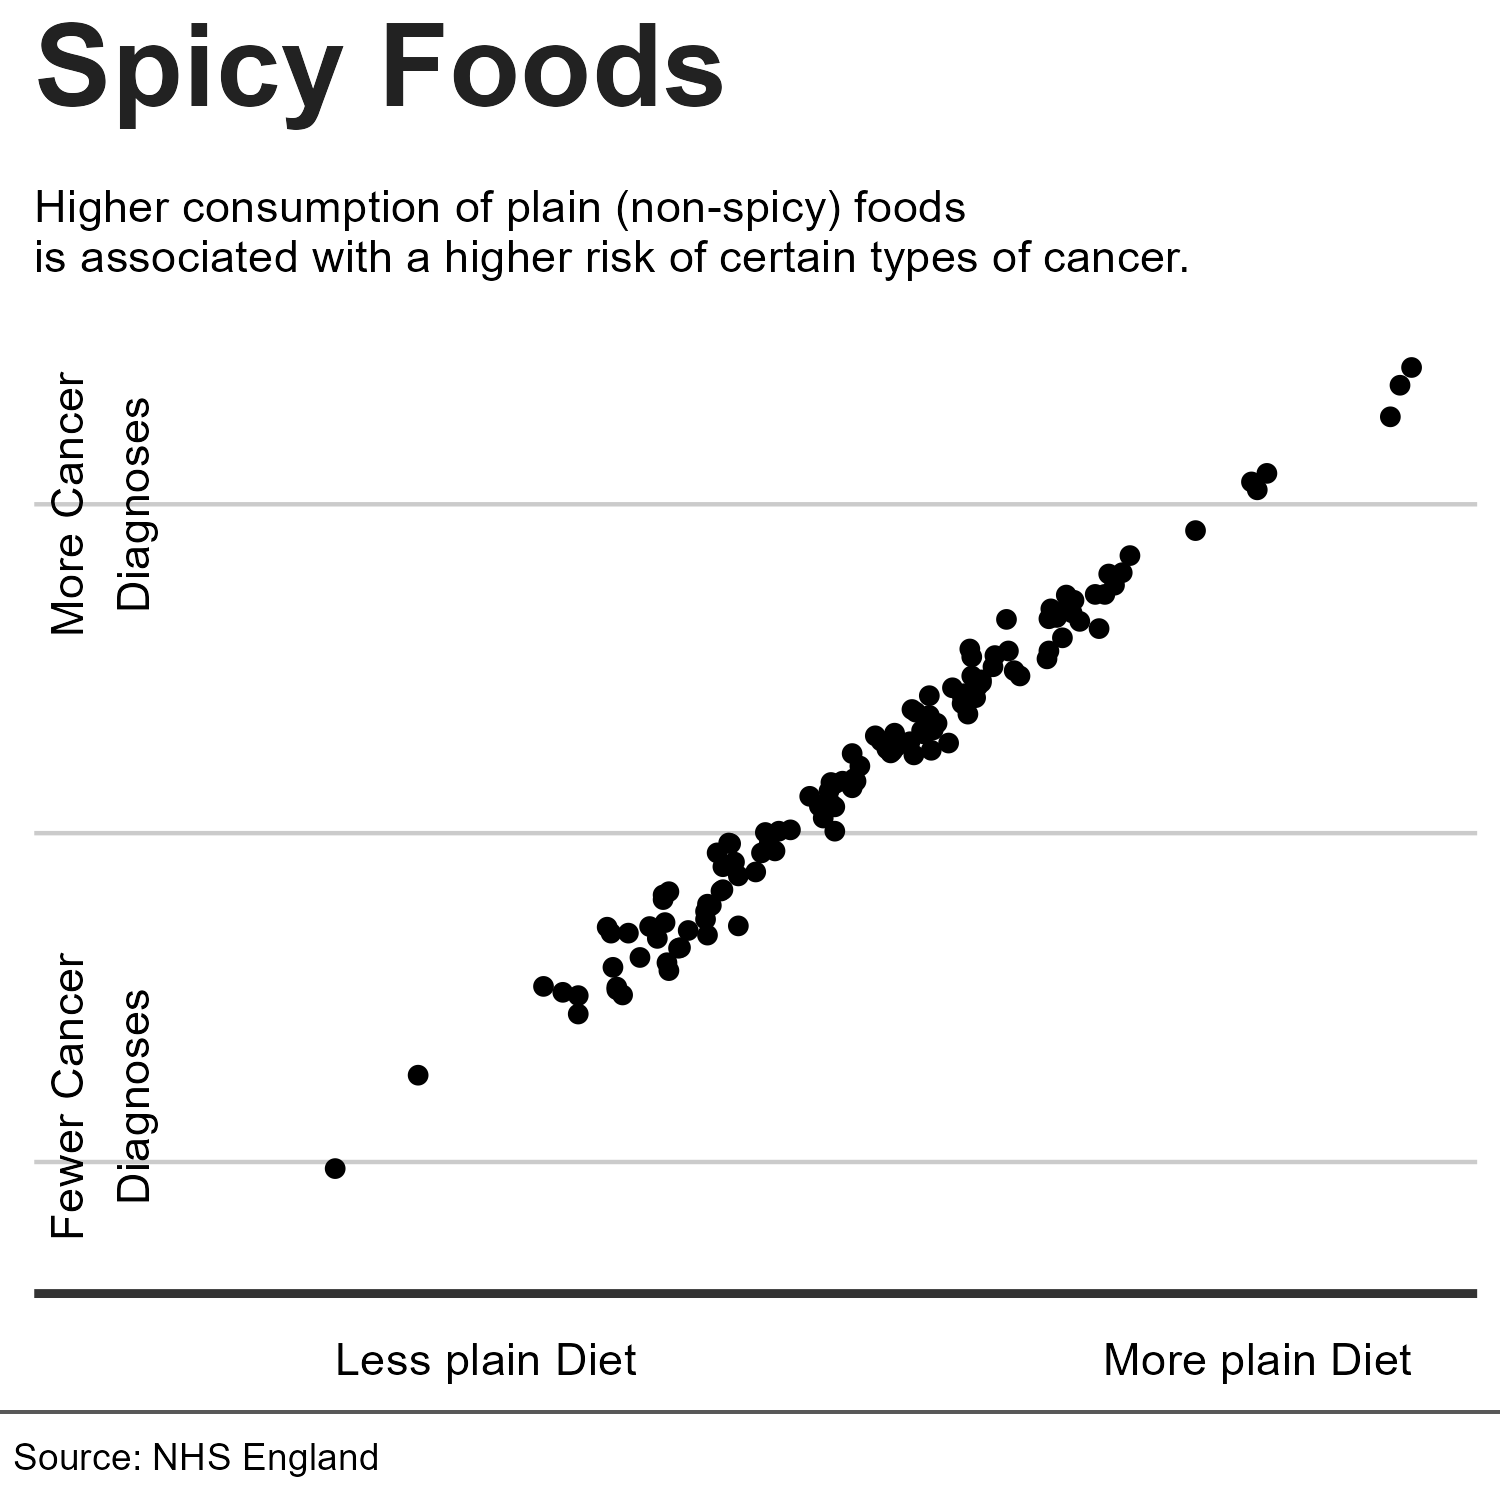 Spicy Foods
Higher consumption of plain (non-spicy) foods
is associated with a higher risk of certain types of cancer.
More Cancer
Diagnoses
Fewer Cancer
Diagnoses
Less plain Diet
More plain Diet
Source: NHS England